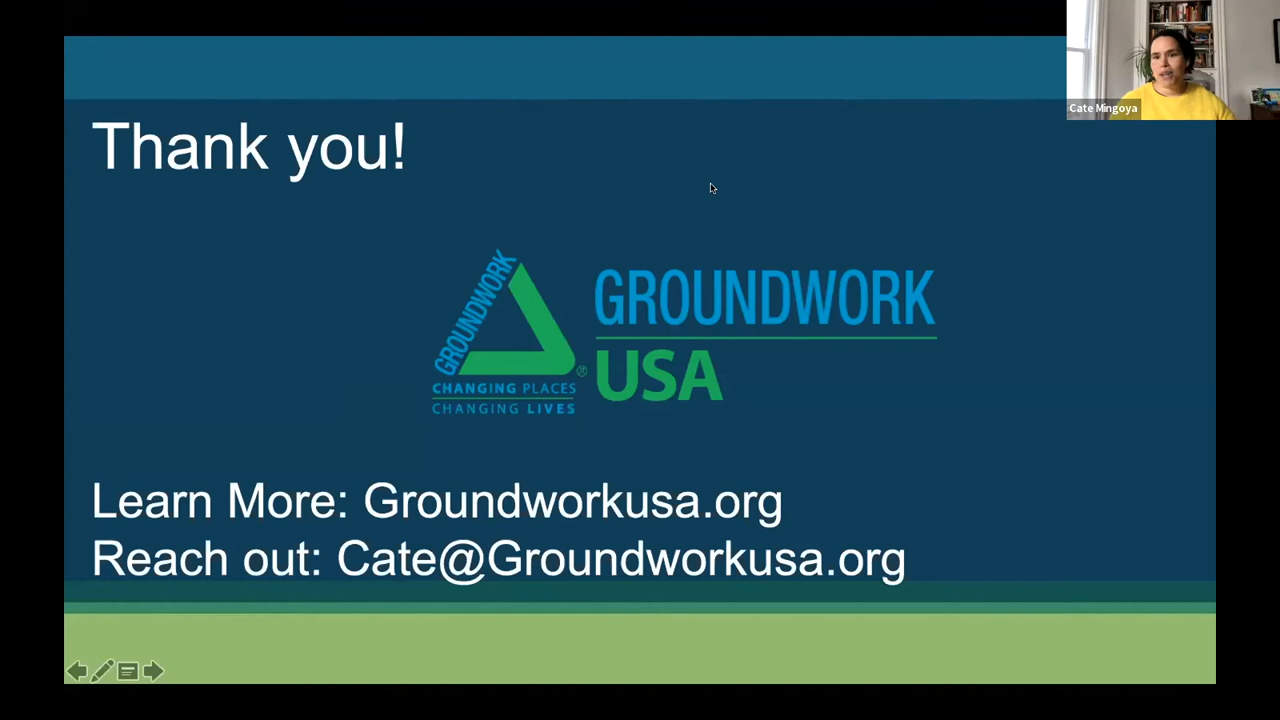 Cate Mingoya
Thank you!
GROUNDWORK
®
CHANGING PLACES
CHANGING LIVES
GROUNDWORK
USA
Learn More: Groundworkusa.org
Reach out: Cate@Groundworkusa.org